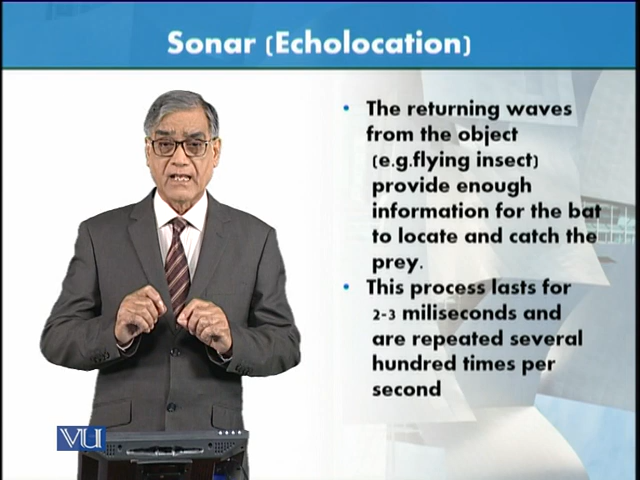 Sonar (Echolocation)
• The returning waves
from the object
(e.g.flying insect)
provide enough
information for the bat
to locate and catch the
prey.
• This process lasts for
2-3 miliseconds and
are repeated several
hundred times per
second
VU